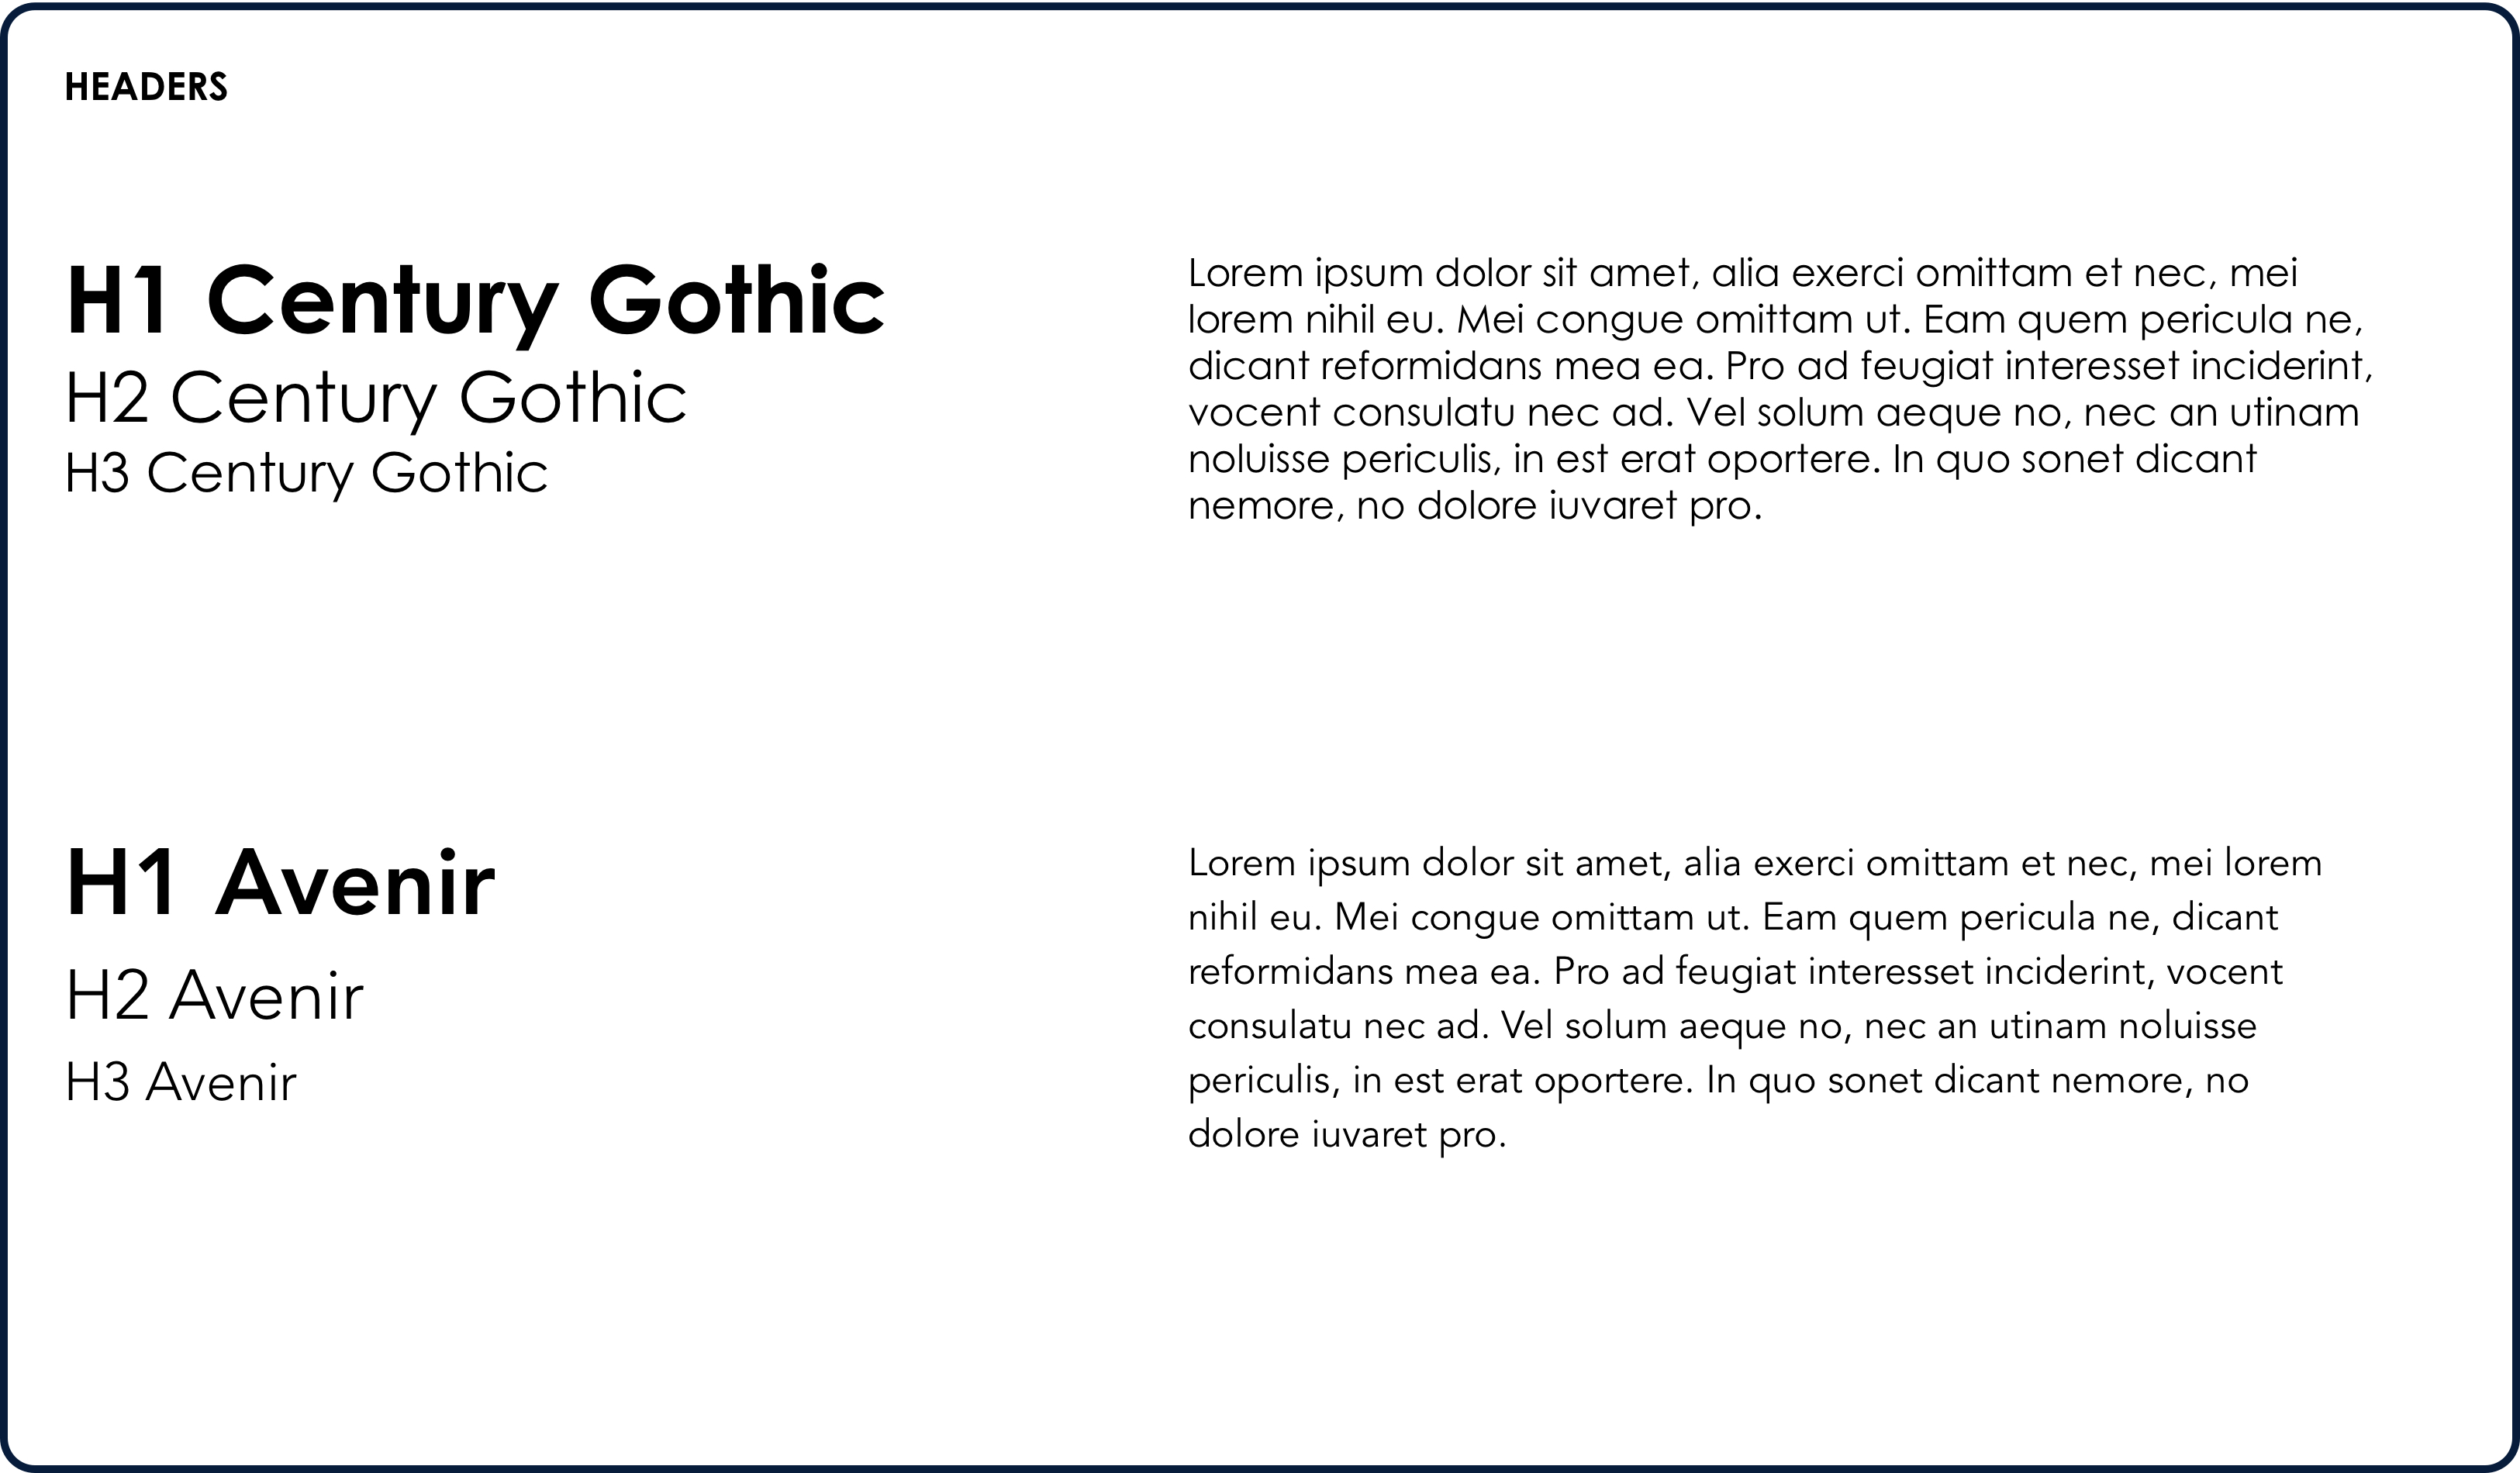 HEADERS
H1 Century Gothic
H2 Century Gothic
H3 Century Gothic
Lorem ipsum dolor sit amet, alia exerci omittam et nec, mei
lorem nihil eu. Mei congue omittam ut. Eam quem pericula ne,
dicant reformidans mea ea. Pro ad feugiat interesset inciderint,
vocent consulatu nec ad. Vel solum aeque no, nec an utinam
noluisse periculis, in est erat oportere. In quo sonet dicant
nemore, no dolore iuvaret pro.
H1 Avenir
H2 Avenir
H3 Avenir
Lorem ipsum dolor sit amet, alia exerci omittam et nec, mei lorem
nihil eu. Mei congue omittam ut. Eam quem pericula ne, dicant
reformidans mea ea. Pro ad feugiat interesset inciderint, vocent
consulatu nec ad. Vel solum aeque no, nec an utinam noluisse
periculis, in est erat oportere. In quo sonet dicant nemore, no
dolore iuvaret pro.